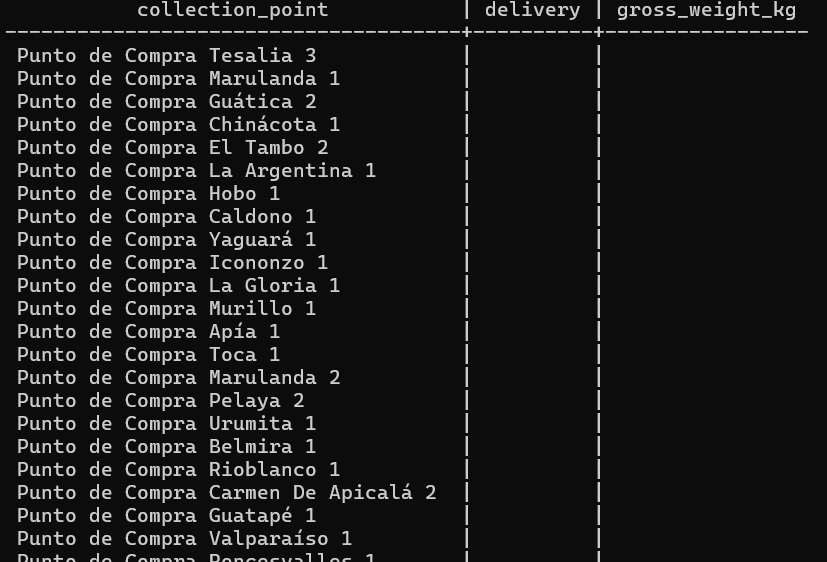 collection_point | delivery | gross_weight_kg
--------------------------------------+----------+-----------------
Punto de Compra Tesalia 3 | |
Punto de Compra Marulanda 1 | |
Punto de Compra Guática 2 | |
Punto de Compra Chinácota 1 | |
Punto de Compra El Tambo 2 | |
Punto de Compra La Argentina 1 | |
Punto de Compra Hobo 1 | |
Punto de Compra Caldono 1 | |
Punto de Compra Yaguará 1 | |
Punto de Compra Icononzo 1 | |
Punto de Compra La Gloria 1 | |
Punto de Compra Murillo 1 | |
Punto de Compra Apía 1 | |
Punto de Compra Toca 1 | |
Punto de Compra Marulanda 2 | |
Punto de Compra Pelaya 2 | |
Punto de Compra Urumita 1 | |
Punto de Compra Belmira 1 | |
Punto de Compra Rioblanco 1 | |
Punto de Compra Carmen De Apicalá 2 | |
Punto de Compra Guatapé 1 | |
Punto de Compra Valparaíso 1 | |
Punto de Compra Roncesvalles 1 | |